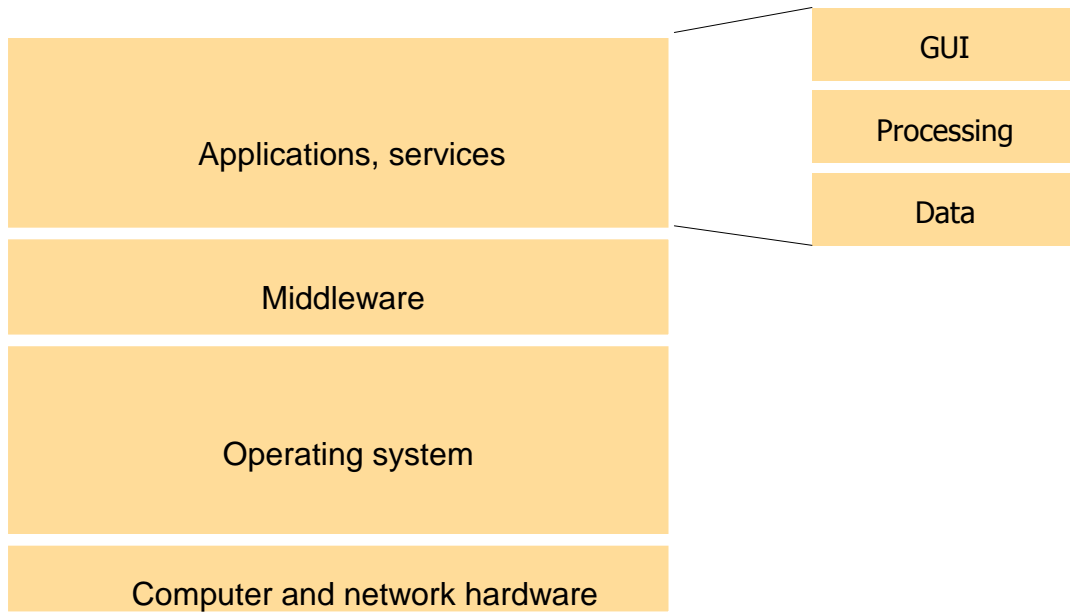 Applications, services
Middleware
Operating system
Computer and network hardware
GUI
Processing
Data